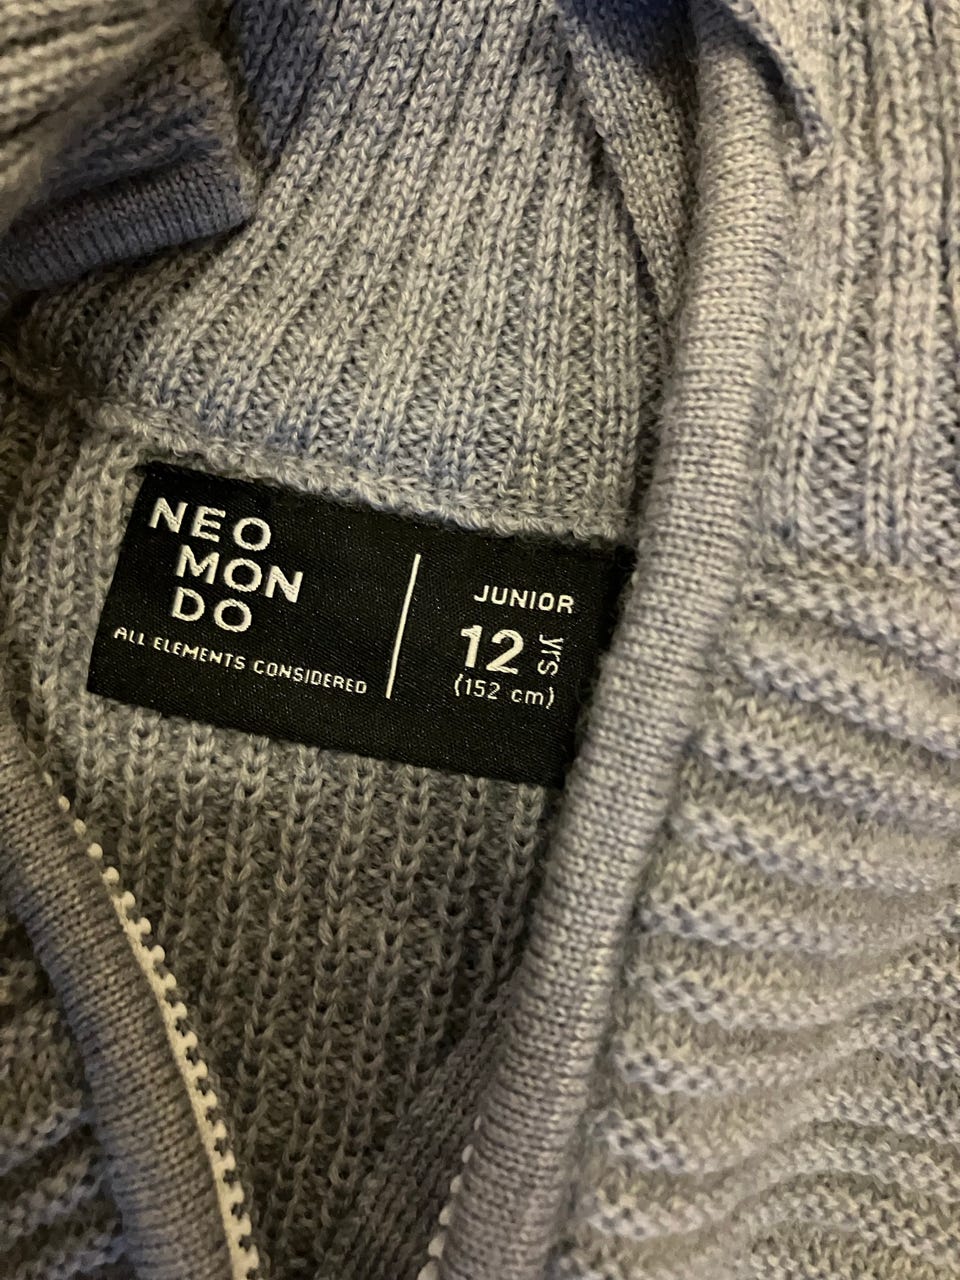 NEO
MON
DO
ALL ELEMENTS CONSIDERED
JUNIOR
12 yrs
(152 cm)